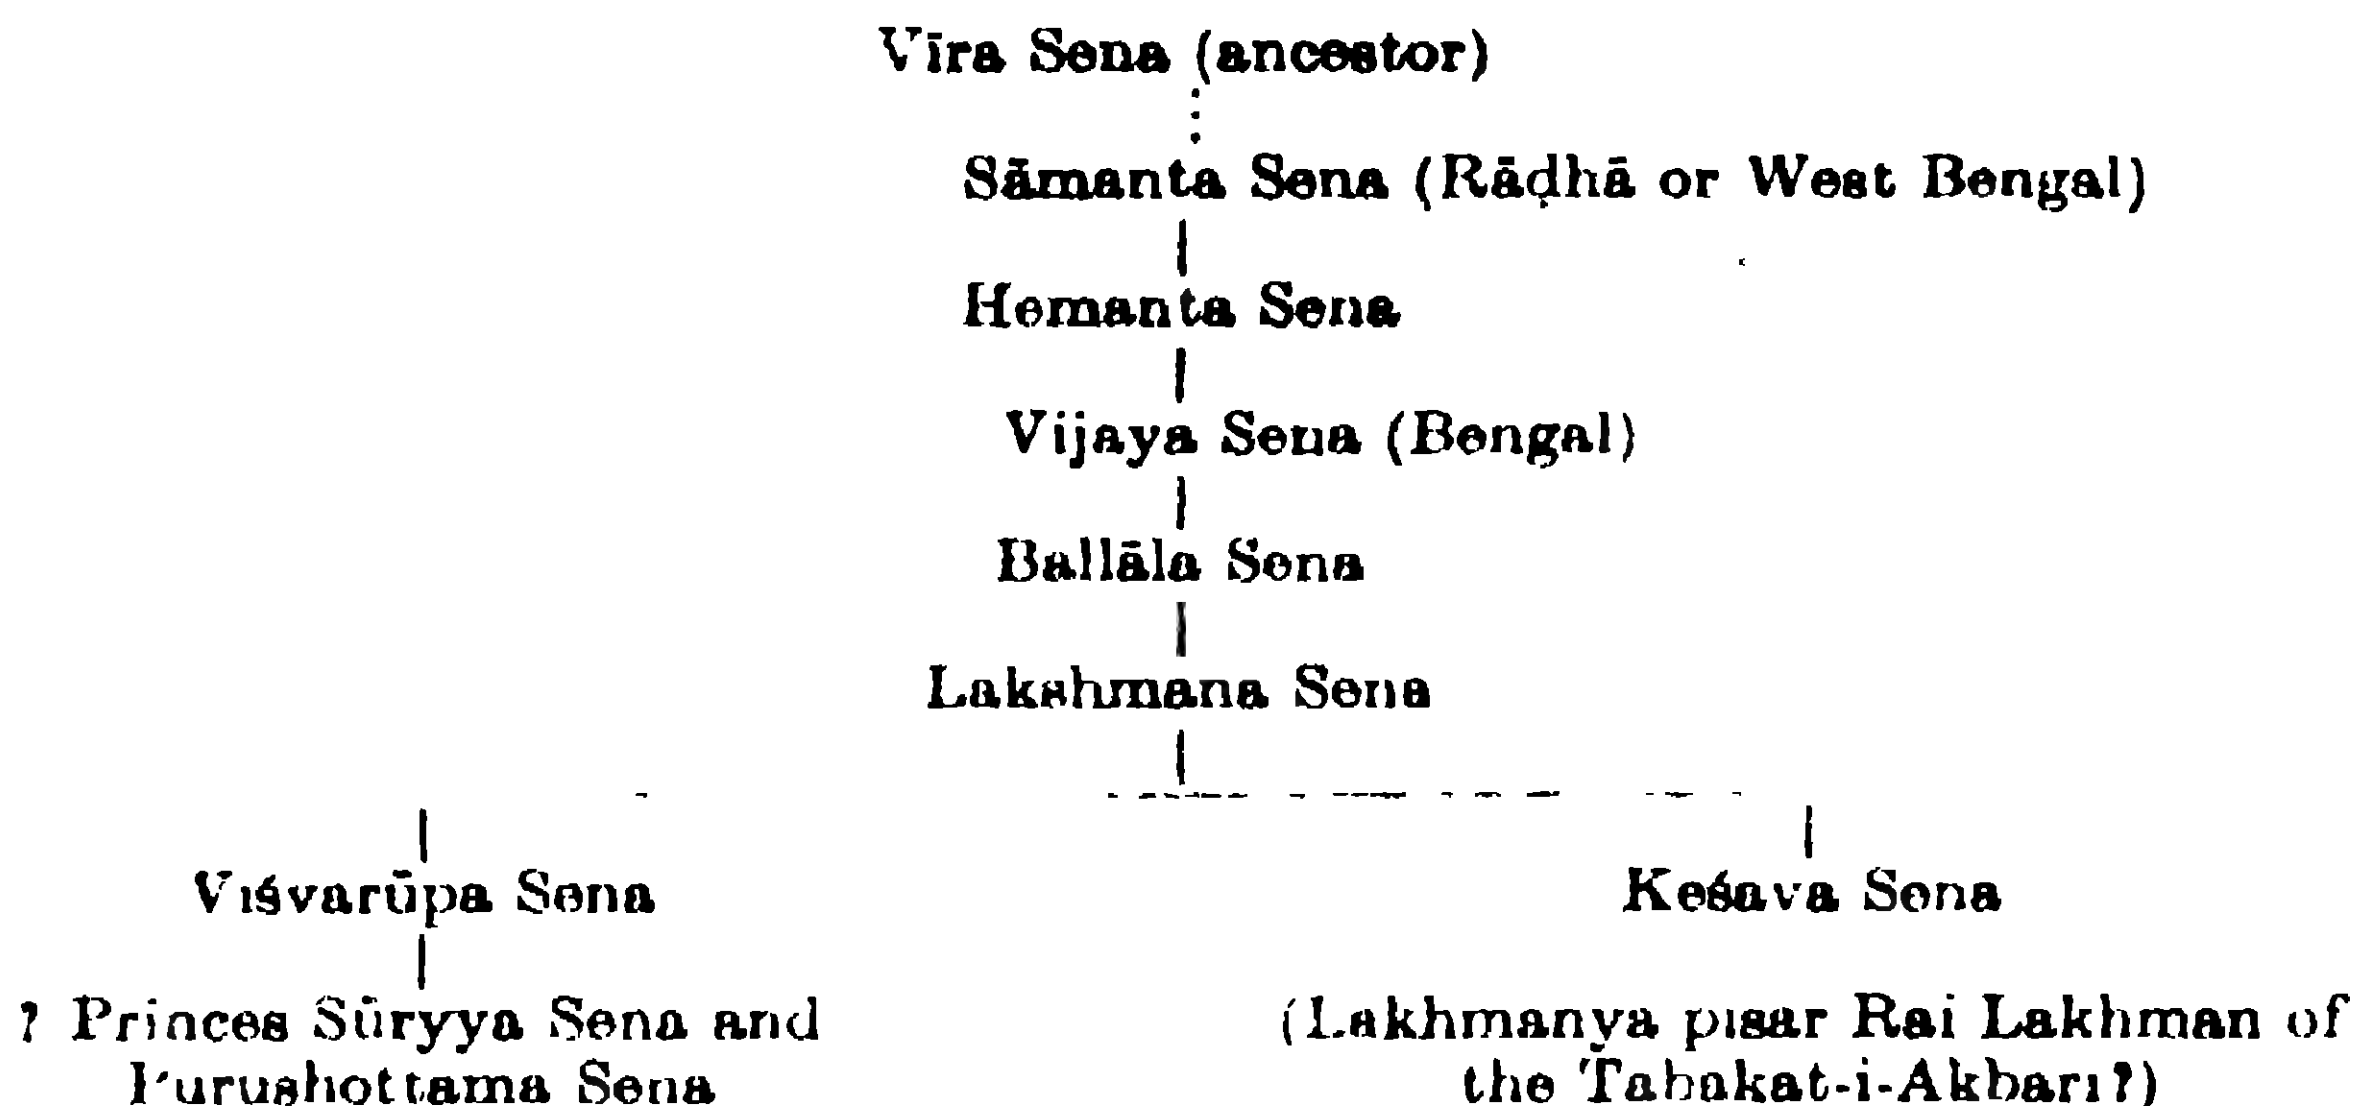 Vīra Sena (ancestor)
Sāmanta Sena (Rāḍhā or West Bengal)
Hemanta Sena
Vijaya Sena (Bengal)
Ballāla Sena
Lakshmana Sena
Viśvarūpa Sena Keśava Sena
? Princes Sūryya Sena and (Lakhmanya pisar Rai Lakhman of
Purushottama Sena the Tabakat-i-Akbari?)